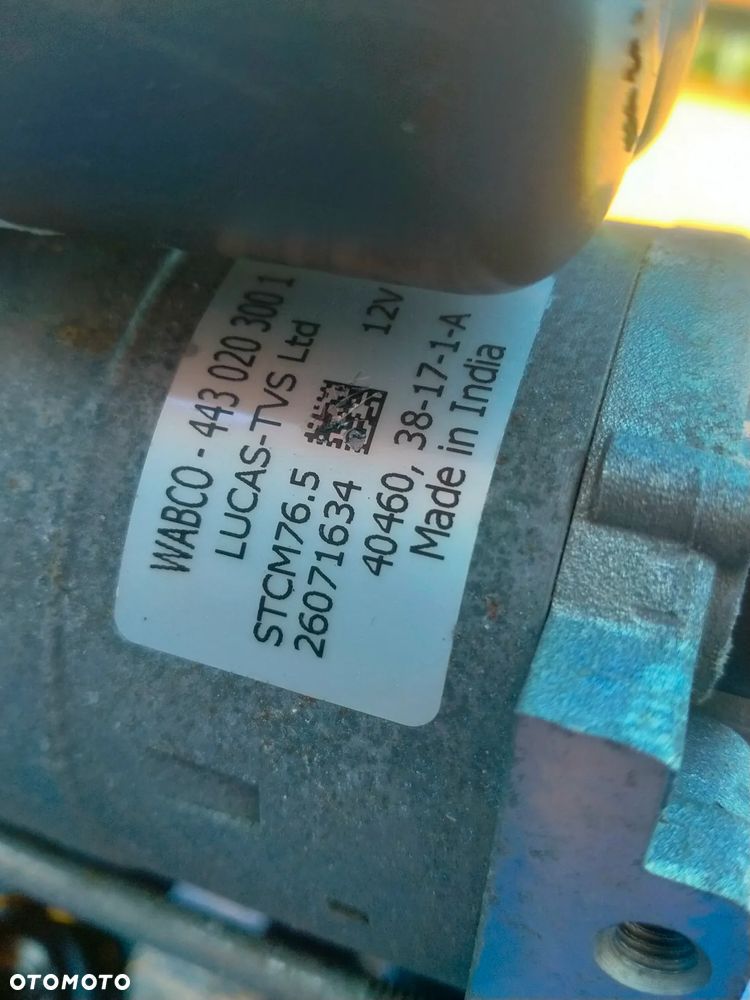 WABCO - 443 020 300 1
LUCAS-TVS Ltd
STCM76.5
12V
26071634
40460, 38-17-1-A
Made in India
OTOMOTO